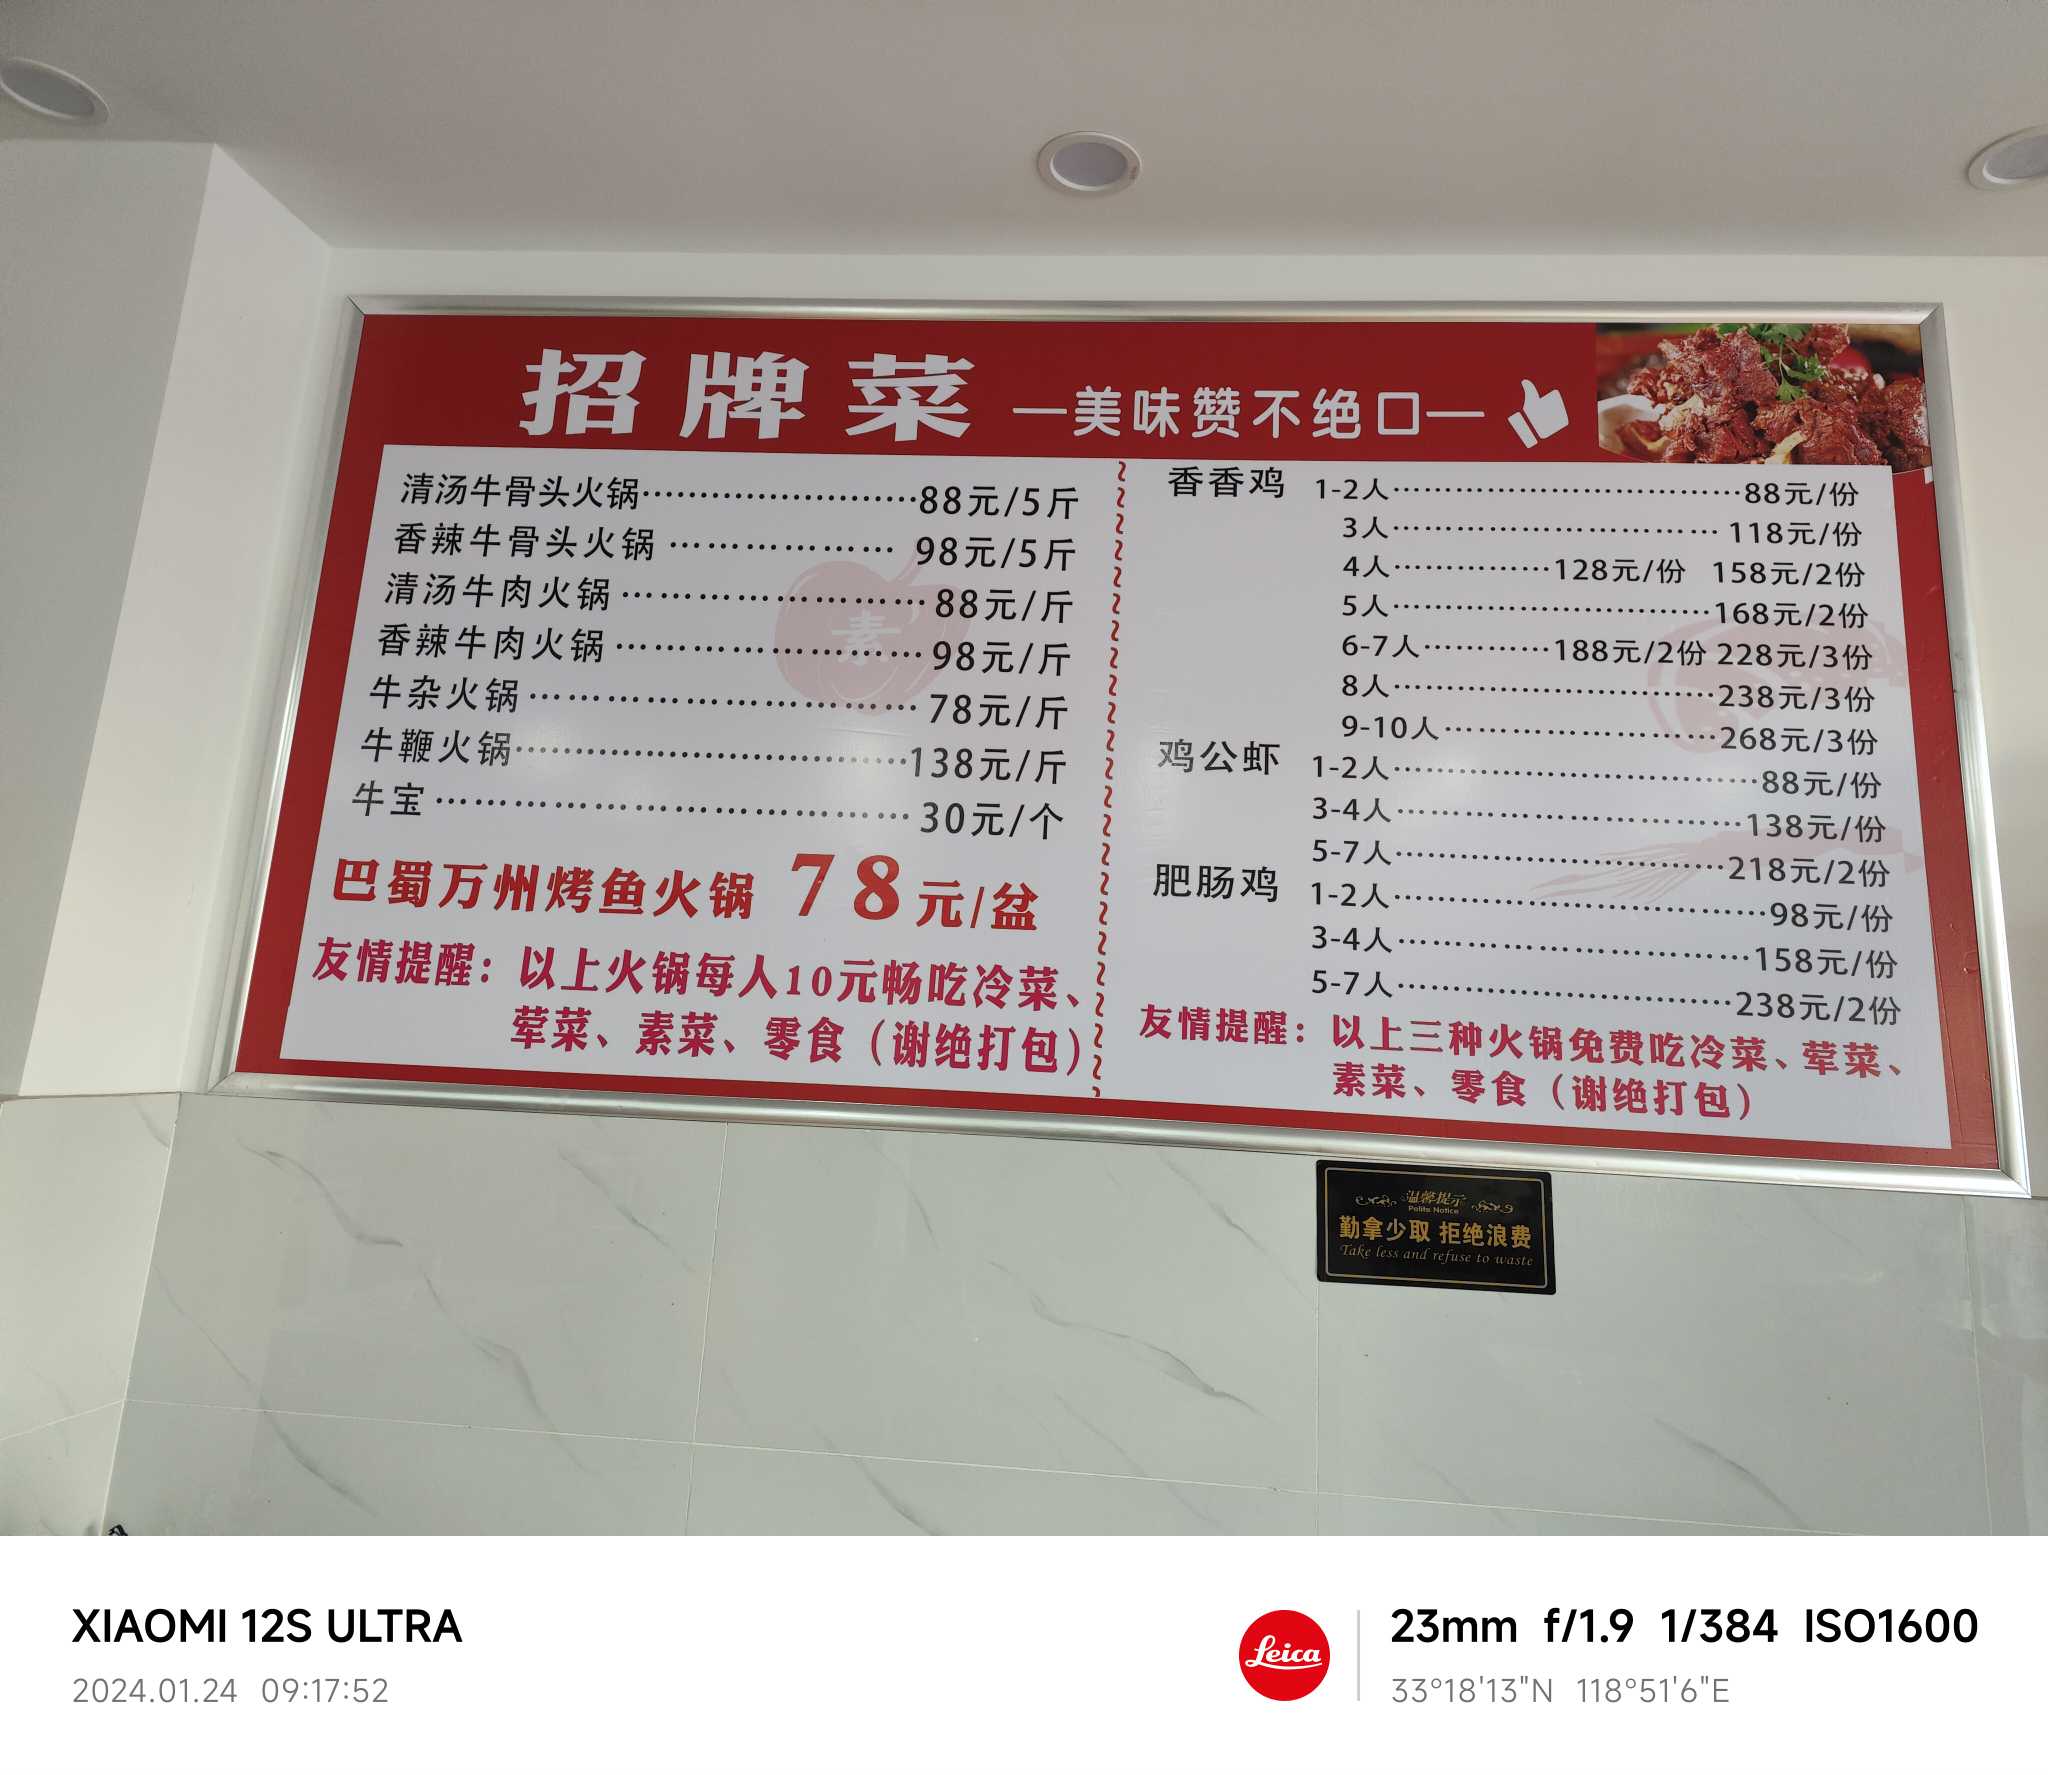 招牌菜 —美味赞不绝口—
清汤牛骨头火锅……………………88元/5斤
香辣牛骨头火锅………………98元/5斤
清汤牛肉火锅……………………88元/斤
香辣牛肉火锅……………………98元/斤
牛杂火锅…………………………78元/斤
牛鞭火锅…………………………138元/斤
牛宝………………………………30元/个
素
巴蜀万州烤鱼火锅 78元/盆
友情提醒：以上火锅每人10元畅吃冷菜、
荤菜、素菜、零食（谢绝打包）
香香鸡 1-2人……………………………88元/份
3人……………………………118元/份
4人……………128元/份 158元/2份
5人……………………………168元/2份
6-7人…………188元/2份 228元/3份
8人……………………………238元/3份
9-10人………………………268元/3份
鸡公虾 1-2人……………………………88元/份
3-4人……………………………138元/份
5-7人……………………………218元/2份
肥肠鸡 1-2人……………………………98元/份
3-4人……………………………158元/份
5-7人……………………………238元/2份
友情提醒：以上三种火锅免费吃冷菜、荤菜、
素菜、零食（谢绝打包）
温馨提示
Polite Notice
勤拿少取 拒绝浪费
Take less and refuse to waste
XIAOMI 12S ULTRA
2024.01.24 09:17:52
Leica
23mm f/1.9 1/384 ISO1600
33°18'13"N 118°51'6"E